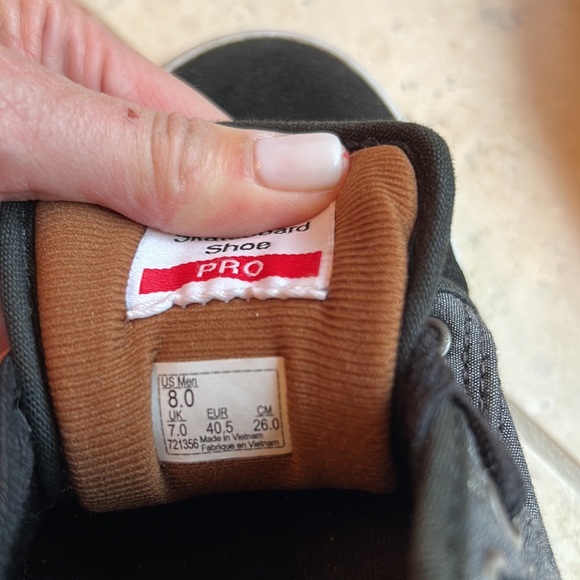 Shoe
PRO
US Men
8.0
UK EUR CM
7.0 40.5 26.0
721356 Made in Vietnam
Fabrique en Vietnam